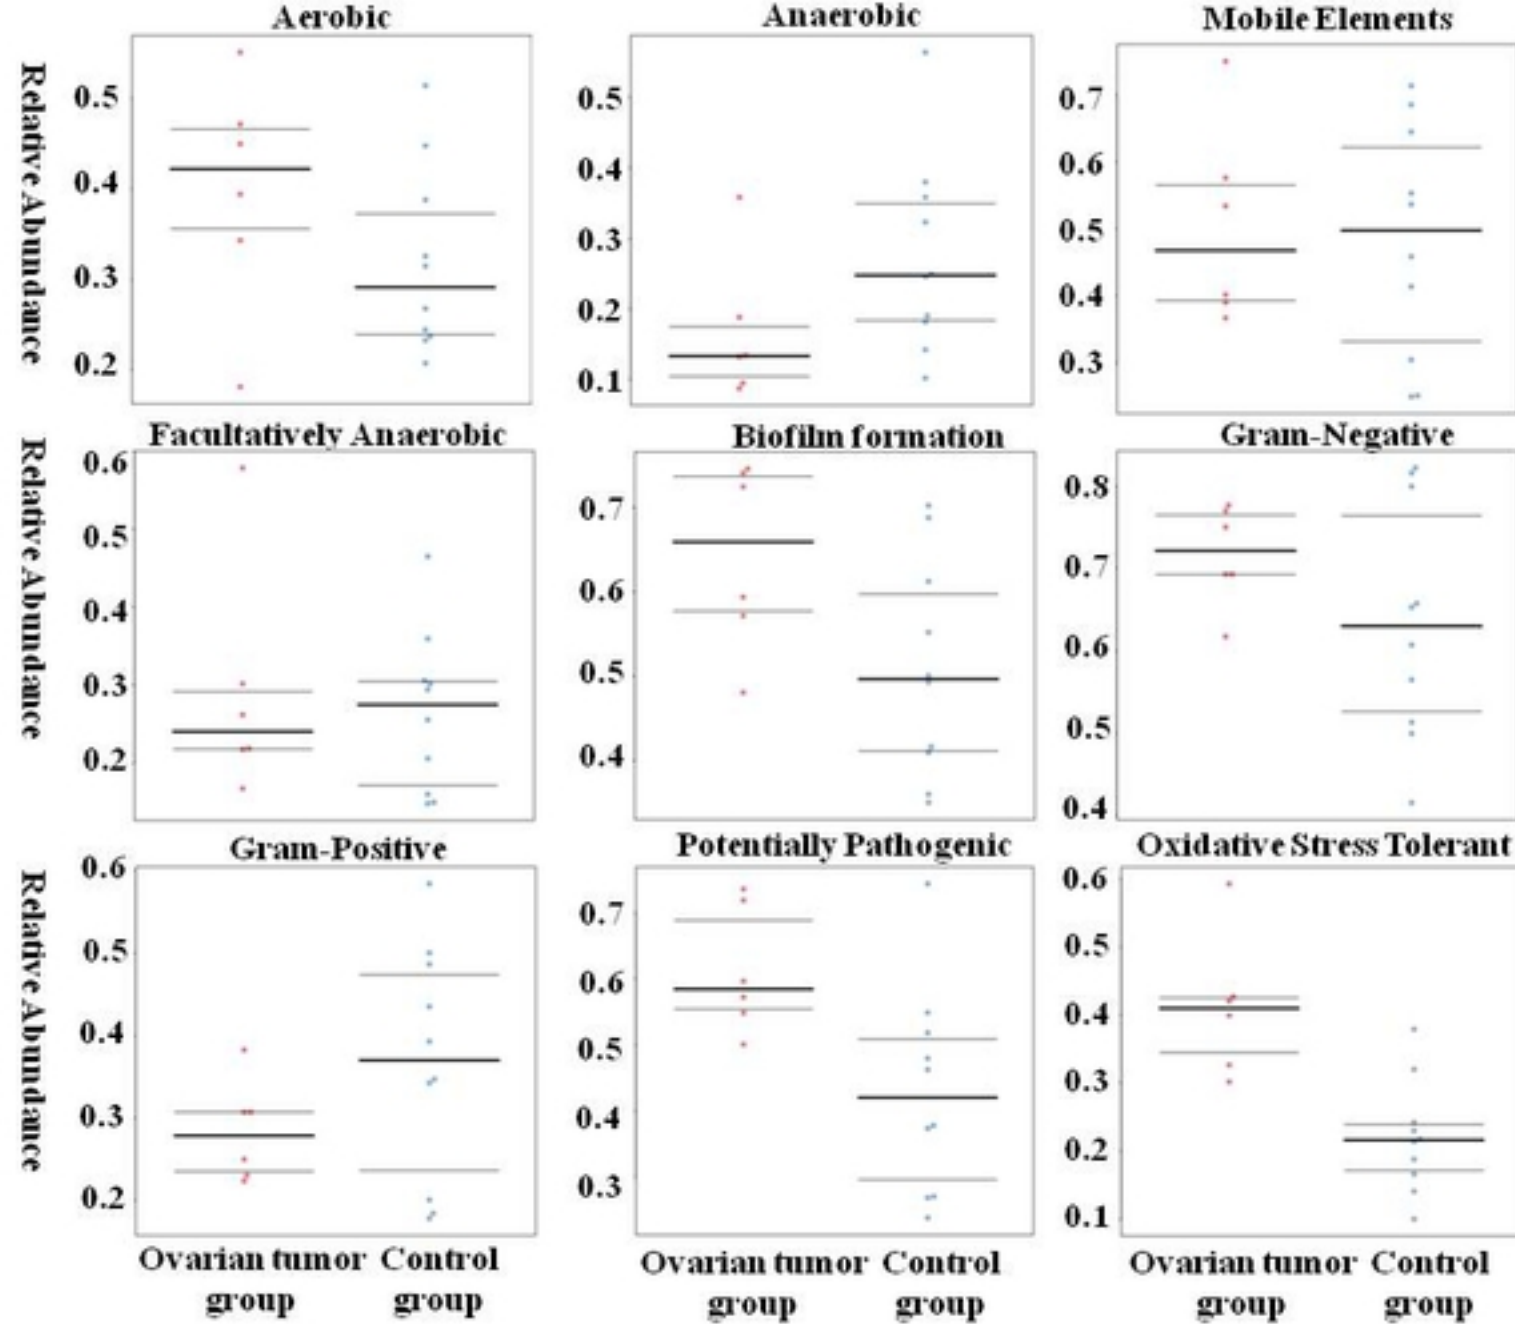 Aerobic
Anaerobic
Mobile Elements
Relative Abundance
0.5
0.4
0.3
0.2
0.5
0.4
0.3
0.2
0.1
0.7
0.6
0.5
0.4
0.3
Facultatively Anaerobic
Biofilm formation
Gram-Negative
Relative Abundance
0.6
0.5
0.4
0.3
0.2
0.7
0.6
0.5
0.4
0.8
0.7
0.6
0.5
0.4
Gram-Positive
Potentially Pathogenic
Oxidative Stress Tolerant
Relative Abundance
0.6
0.5
0.4
0.3
0.2
0.7
0.6
0.5
0.4
0.3
0.6
0.5
0.4
0.3
0.2
0.1
Ovarian tumor group
Control group
Ovarian tumor group
Control group
Ovarian tumor group
Control group